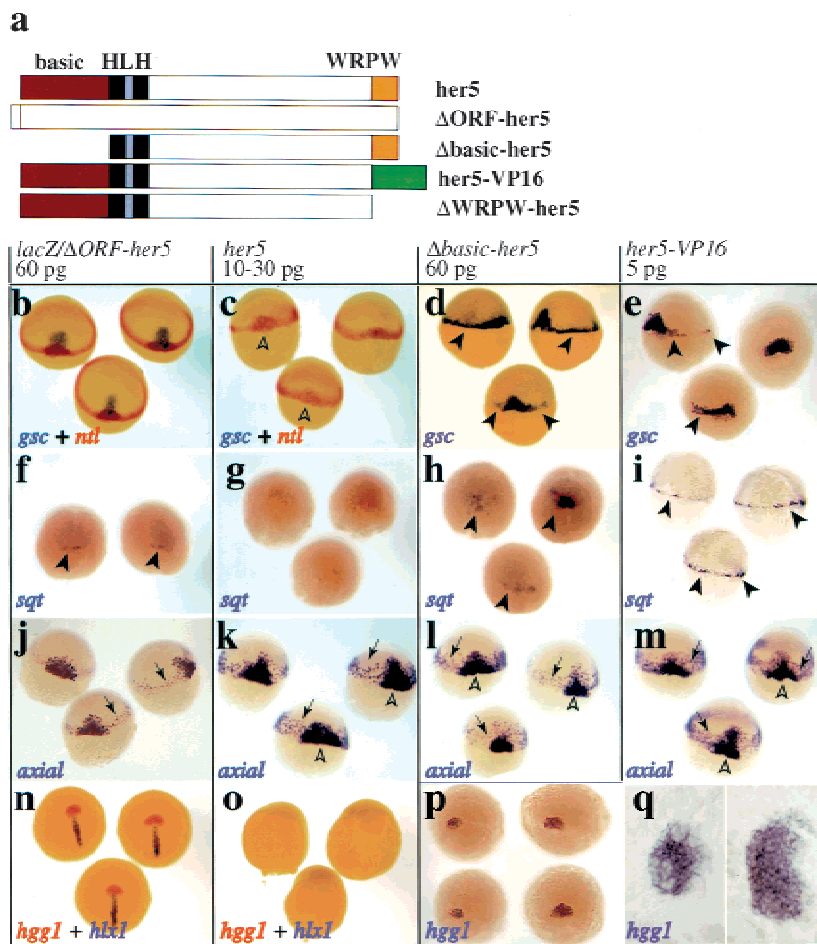 a
basic HLH WRPW
her5
ΔORF-her5
Δbasic-her5
her5-VP16
ΔWRPW-her5
lacZ/ΔORF-her5 her5 Δbasic-her5 her5-VP16
60 pg 10-30 pg 60 pg 5 pg
b c d e
gsc + ntl gsc + ntl gsc gsc
f g h i
sqt sqt sqt sqt
j k l m
axial axial axial axial
n o p q
hgg1 + hlx1 hgg1 + hlx1 hgg1 hgg1